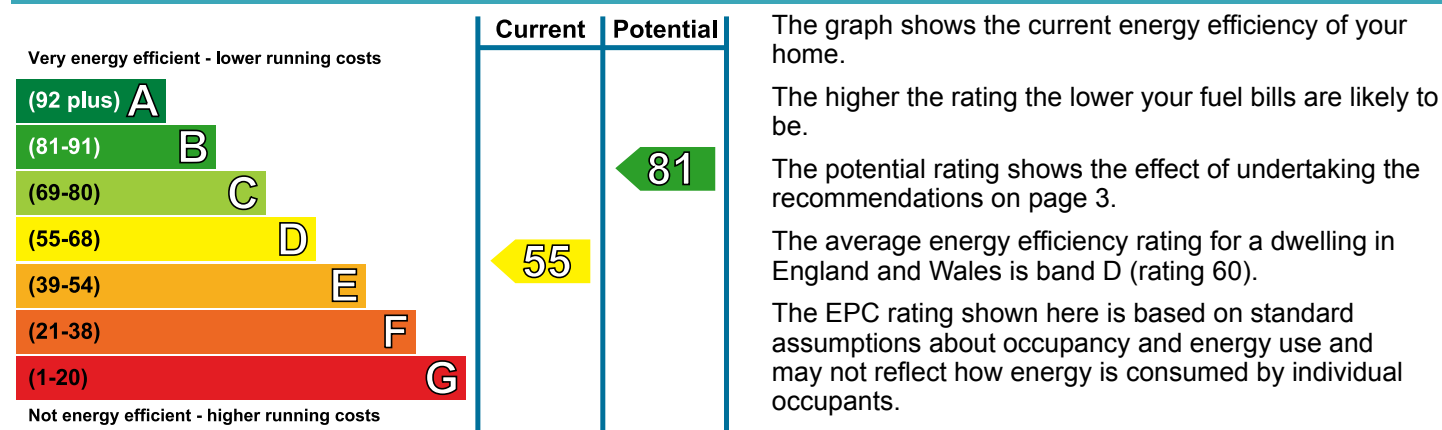 Current Potential
Very energy efficient - lower running costs
(92 plus) A
(81-91) B
(69-80) C
(55-68) D
(39-54) E
(21-38) F
(1-20) G
Not energy efficient - higher running costs
81
55
The graph shows the current energy efficiency of your
home.
The higher the rating the lower your fuel bills are likely to
be.
The potential rating shows the effect of undertaking the
recommendations on page 3.
The average energy efficiency rating for a dwelling in
England and Wales is band D (rating 60).
The EPC rating shown here is based on standard
assumptions about occupancy and energy use and
may not reflect how energy is consumed by individual
occupants.